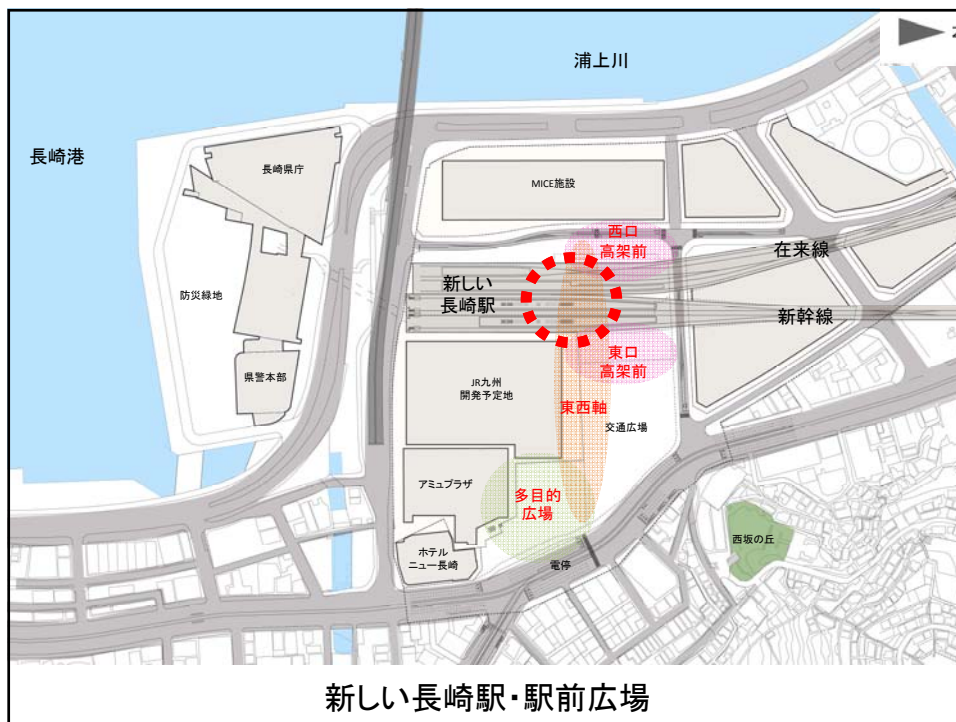 浦上川
長崎港
長崎県庁
MICE施設
西口
高架前
在来線
新しい
長崎駅
防災緑地
新幹線
東口
高架前
県警本部
JR九州
開発予定地
東西軸
交通広場
アミュプラザ
多目的
広場
西坂の丘
ホテル
ニュー長崎
電停
新しい長崎駅・駅前広場